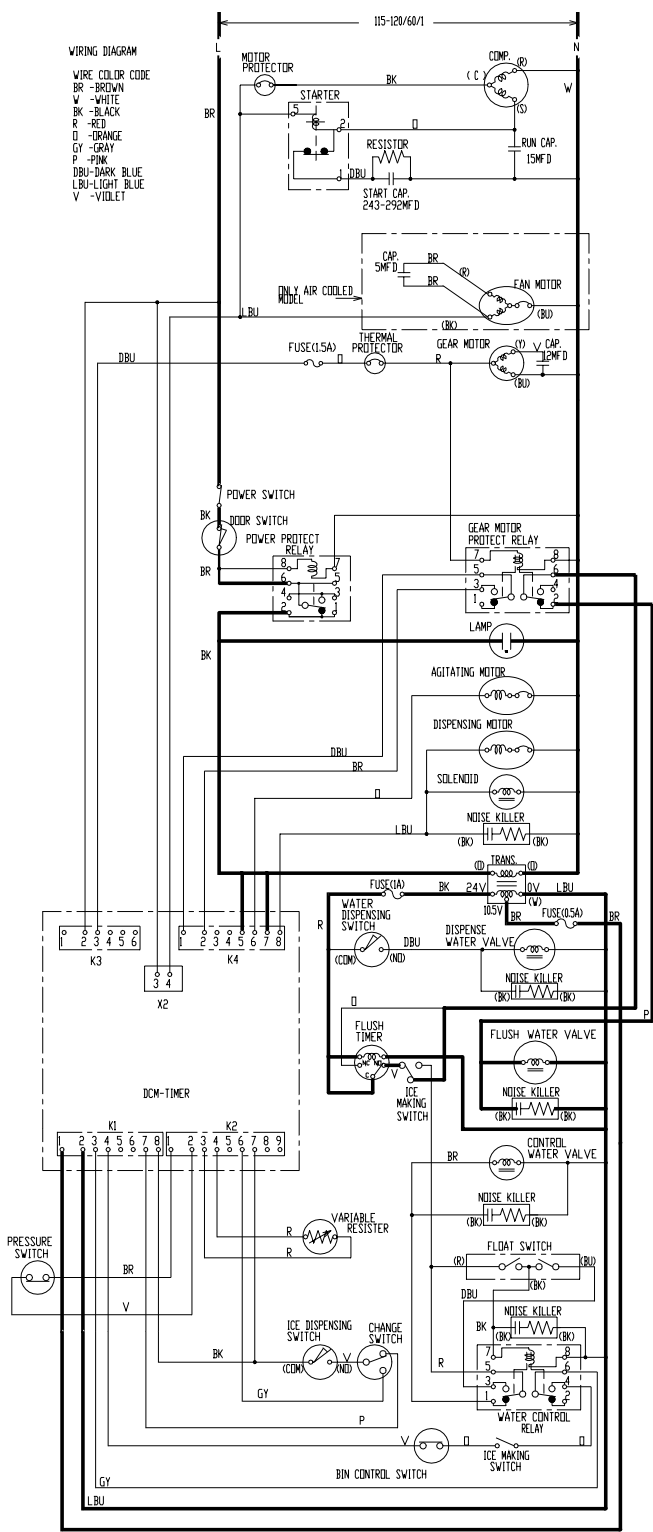 115-120/60/1
L
N
WIRING DIAGRAM
WIRE COLOR CODE
BR -BROWN
W -WHITE
BK -BLACK
R -RED
O -ORANGE
GY -GRAY
P -PINK
DBU-DARK BLUE
LBU-LIGHT BLUE
V -VIOLET
MOTOR
PROTECTOR
COMP.
(R)
(C)
BK
W
(S)
BR
STARTER
5
2
O
RESISTOR
RUN CAP.
15MFD
1
DBU
START CAP.
243-292MFD
CAP.
5MFD
BR
(R)
BR
FAN MOTOR
ONLY AIR COOLED
MODEL
LBU
(BK)
(BU)
DBU
FUSE(1.5A)
O
THERMAL
PROTECTOR
R
GEAR MOTOR
(Y)
V
CAP.
12MFD
(BU)
POWER SWITCH
BK
DOOR SWITCH
POWER PROTECT
RELAY
BR
8 7
6 5
4 3
2 1
GEAR MOTOR
PROTECT RELAY
7 8
5 6
3 4
1 2
LAMP
BK
AGITATING MOTOR
DISPENSING MOTOR
DBU
BR
SOLENOID
O
NOISE KILLER
LBU
(BK) (BK)
TRANS.
(O) (O)
FUSE(1A)
BK
24V
0V
LBU
(W)
10.5V
BR
FUSE(0.5A)
BR
WATER
DISPENSING
SWITCH
R
DBU
(COM) (NO)
DISPENSE
WATER VALVE
NOISE KILLER
(BK) (BK)
O
P
1 2 3 4 5 6
K3
1 2 3 4 5 6 7 8
K4
3 4
X2
FLUSH
TIMER
NC NO
C
V
ICE
MAKING
SWITCH
FLUSH WATER VALVE
NOISE KILLER
(BK) (BK)
DCM-TIMER
K1
1 2 3 4 5 6 7 8
K2
1 2 3 4 5 6 7 8 9
BR
CONTROL
WATER VALVE
NOISE KILLER
(BK) (BK)
VARIABLE
RESISTER
R
R
PRESSURE
SWITCH
BR
V
FLOAT SWITCH
(R) (BU)
(BK)
DBU
NOISE KILLER
BK
(BK) (BK)
ICE DISPENSING
SWITCH
CHANGE
SWITCH
BK
(COM) (NO)
V
GY
P
R
7 8
5 6
3 4
1 2
WATER CONTROL
RELAY
V
O
O
BIN CONTROL SWITCH
ICE MAKING
SWITCH
GY
LBU